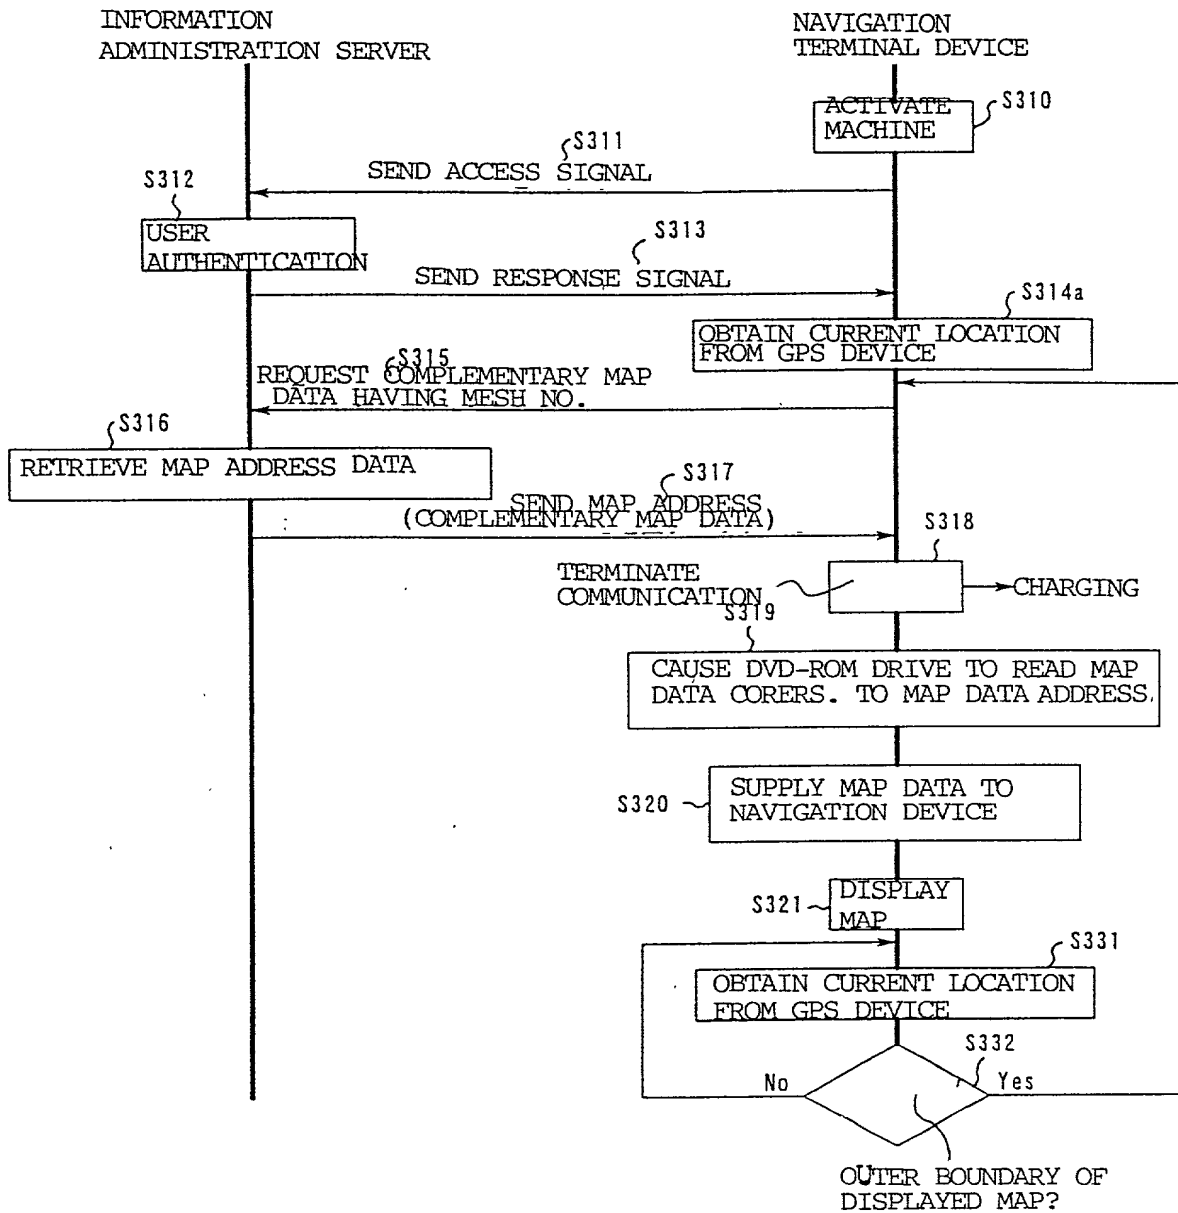 INFORMATION
ADMINISTRATION SERVER
NAVIGATION
TERMINAL DEVICE
ACTIVATE
MACHINE
S310
S311
SEND ACCESS SIGNAL
S312
USER
AUTHENTICATION
S313
SEND RESPONSE SIGNAL
S314a
OBTAIN CURRENT LOCATION
FROM GPS DEVICE
S315
REQUEST COMPLEMENTARY MAP
DATA HAVING MESH NO.
S316
RETRIEVE MAP ADDRESS DATA
S317
SEND MAP ADDRESS
(COMPLEMENTARY MAP DATA)
S318
TERMINATE
COMMUNICATION
CHARGING
S319
CAUSE DVD-ROM DRIVE TO READ MAP
DATA CORERS. TO MAP DATA ADDRESS.
S320
SUPPLY MAP DATA TO
NAVIGATION DEVICE
S321
DISPLAY
MAP
S331
OBTAIN CURRENT LOCATION
FROM GPS DEVICE
S332
No
Yes
OUTER BOUNDARY OF
DISPLAYED MAP?